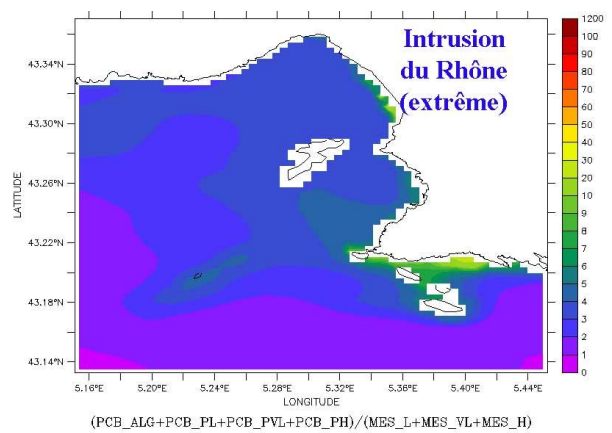 Intrusion
du Rhône
(extrême)
43.34°N
43.30°N
43.26°N
43.22°N
43.18°N
43.14°N
LATITUDE
5.16°E 5.20°E 5.24°E 5.28°E 5.32°E 5.36°E 5.40°E 5.44°E
LONGITUDE
1200
100
90
80
70
60
50
40
30
20
10
9
8
7
6
5
4
3
2
1
0
(PCB_ALG+PCB_PL+PCB_PVL+PCB_PH)/(MES_L+MES_VL+MES_H)